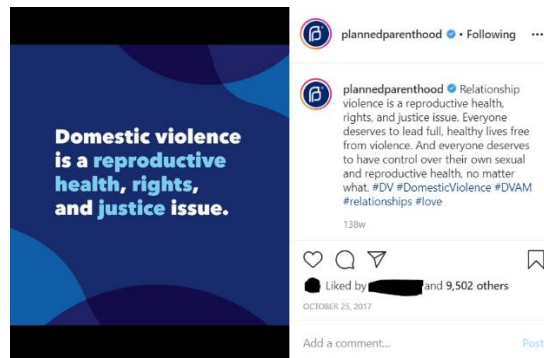 Domestic violence
is a reproductive
health, rights,
and justice issue.
plannedparenthood • Following ...
plannedparenthood Relationship
violence is a reproductive health,
rights, and justice issue. Everyone
deserves to lead full, healthy lives free
from violence. And everyone deserves
to have control over their own sexual
and reproductive health, no matter
what. #DV #DomesticViolence #DVAM
#relationships #love
138w
Liked by and 9,502 others
OCTOBER 25, 2017
Add a comment... Post